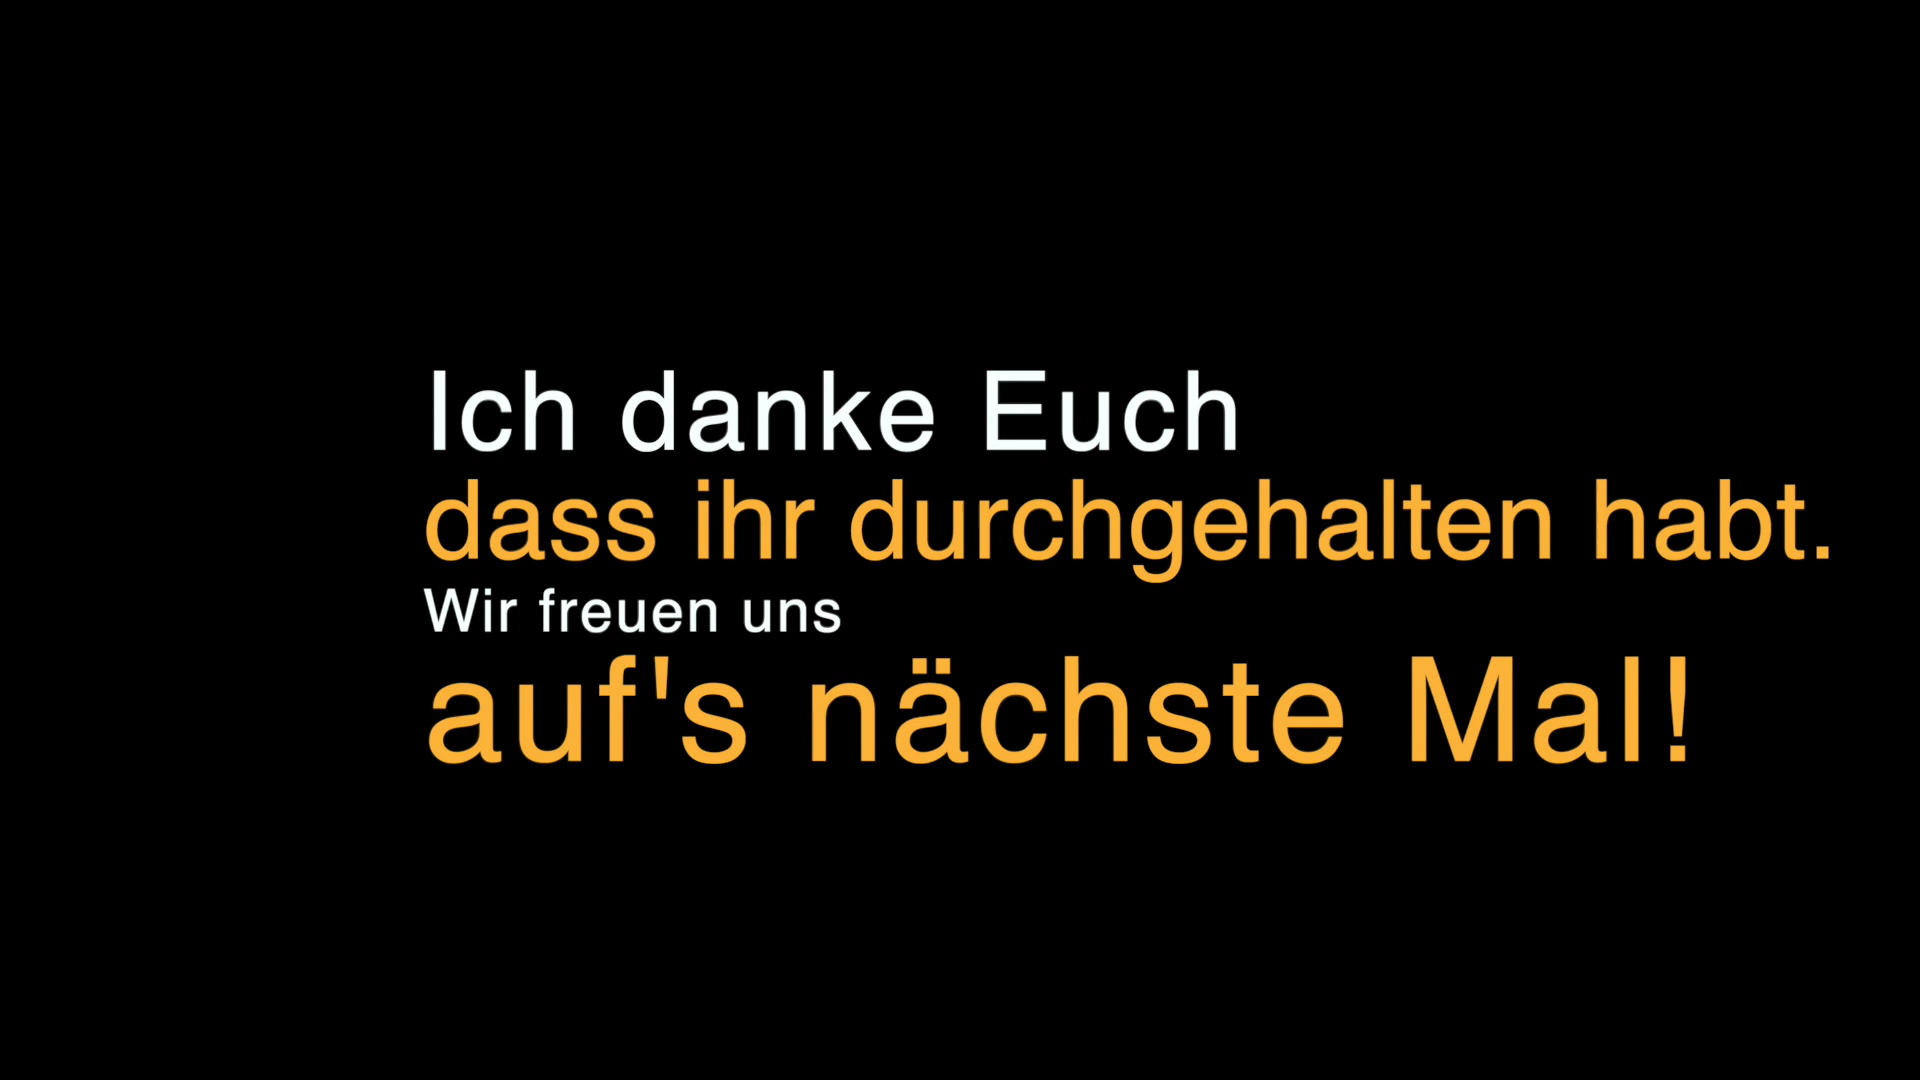 Ich danke Euch
dass ihr durchgehalten habt.
Wir freuen uns
auf's nächste Mal!